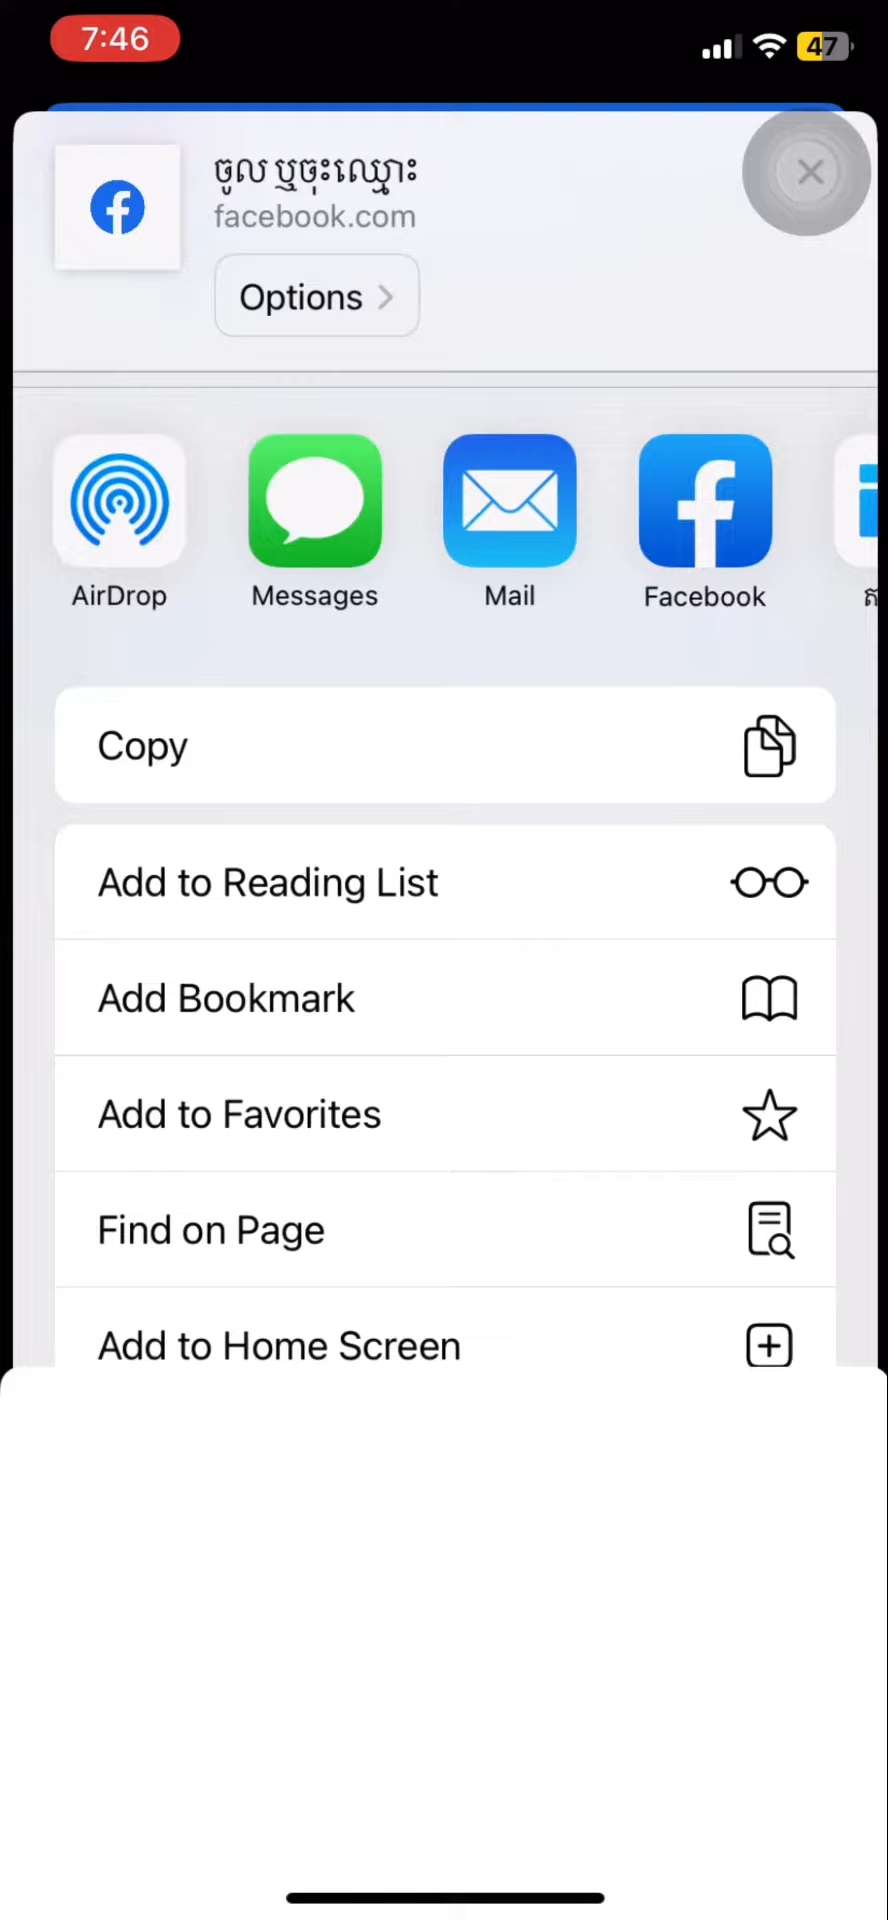 7:46
47
ចូល ឬចុះឈ្មោះ
facebook.com
Options
AirDrop
Messages
Mail
Facebook
Copy
Add to Reading List
Add Bookmark
Add to Favorites
Find on Page
Add to Home Screen